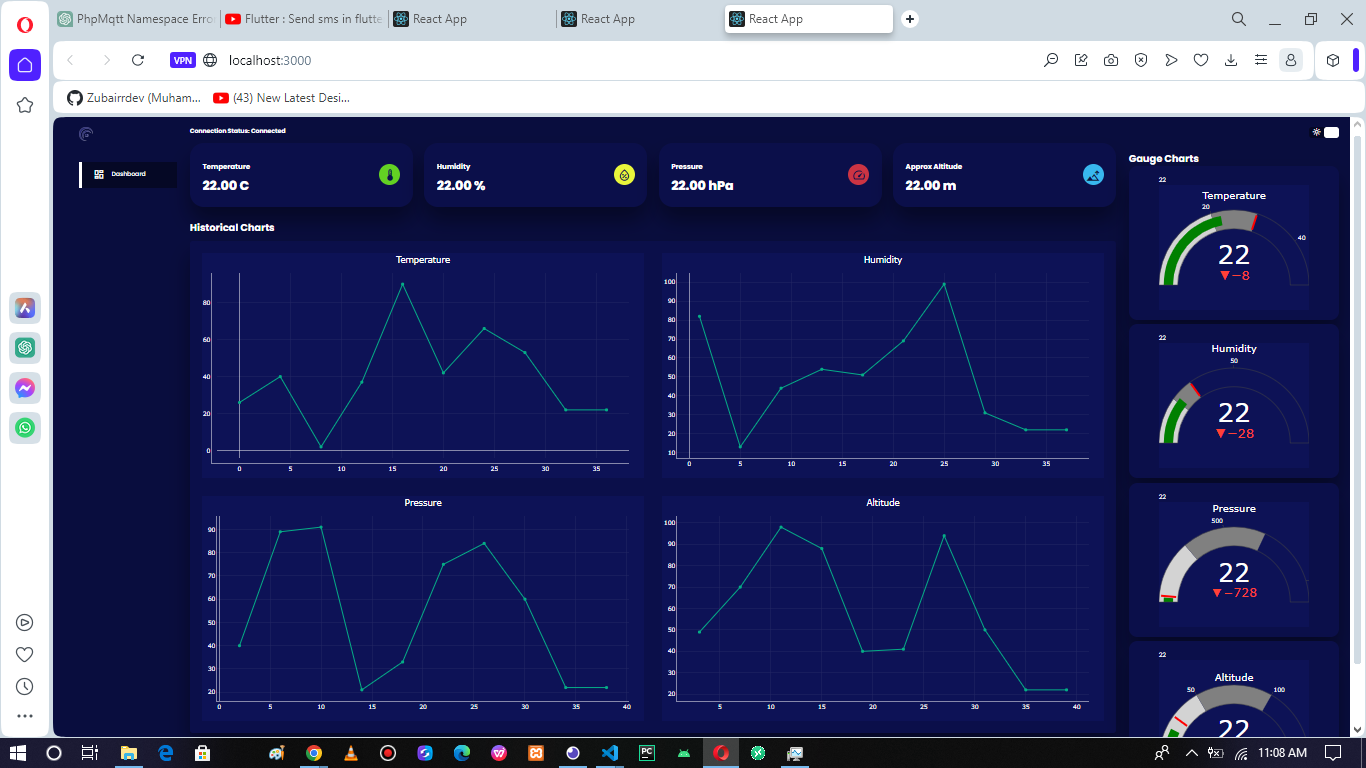 PhpMqtt Namespace Erro
Flutter : Send sms in flutte
React App
React App
React App
VPN
localhost:3000
Zubairrdev (Muham...
(43) New Latest Desi...
Connection Status: Connected
Dashboard
Temperature
22.00 C
Humidity
22.00 %
Pressure
22.00 hPa
Approx Altitude
22.00 m
Historical Charts
Temperature
80
60
40
20
0
0 5 10 15 20 25 30 35
Humidity
100
90
80
70
60
50
40
30
20
10
0 5 10 15 20 25 30 35
Pressure
90
80
70
60
50
40
30
20
0 5 10 15 20 25 30 35 40
Altitude
100
90
80
70
60
50
40
30
20
5 10 15 20 25 30 35 40
Gauge Charts
22
Temperature
20
40
22
▼−8
22
Humidity
50
22
▼−28
22
Pressure
500
22
▼−728
22
Altitude
50 100
22
PC
11:08 AM